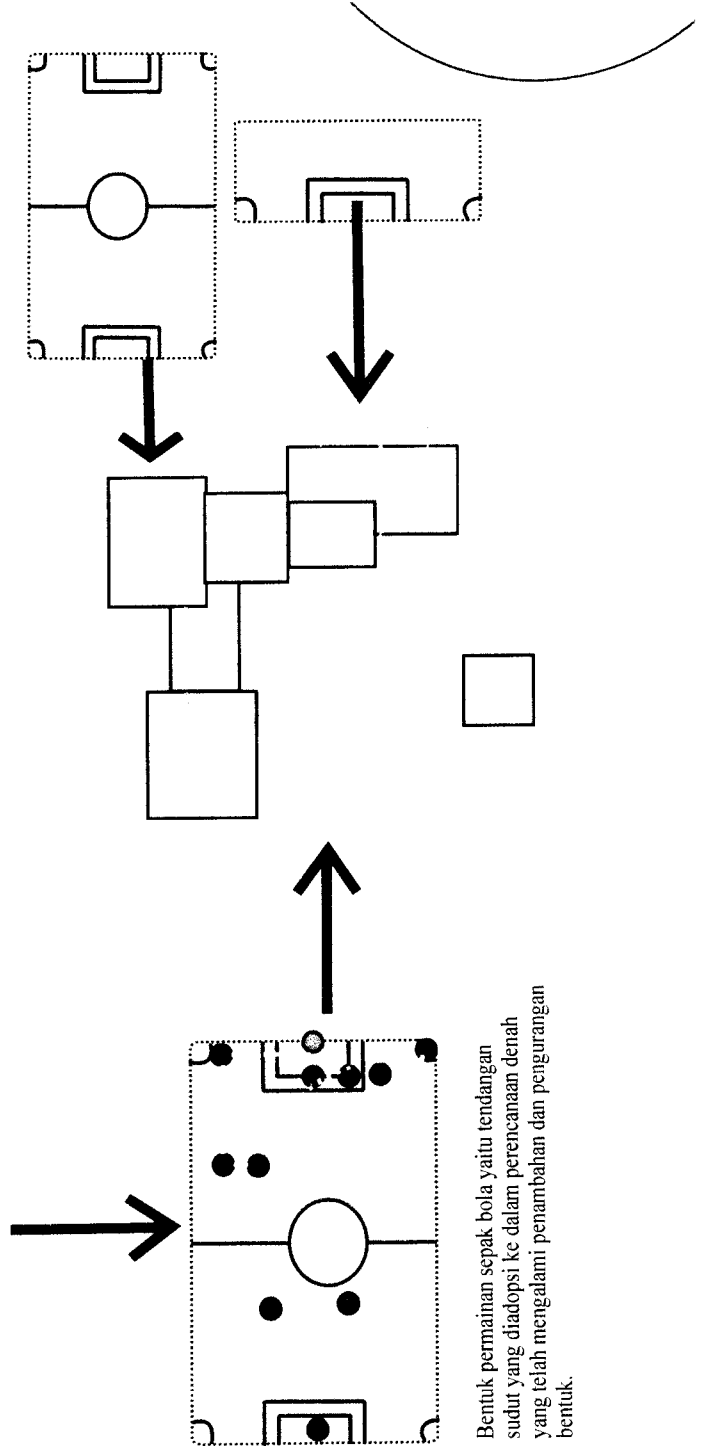 Bentuk permainan sepak bola yaitu tendangan
sudut yang diadopsi ke dalam perencanaan denah
yang telah mengalami penambahan dan pengurangan
bentuk.